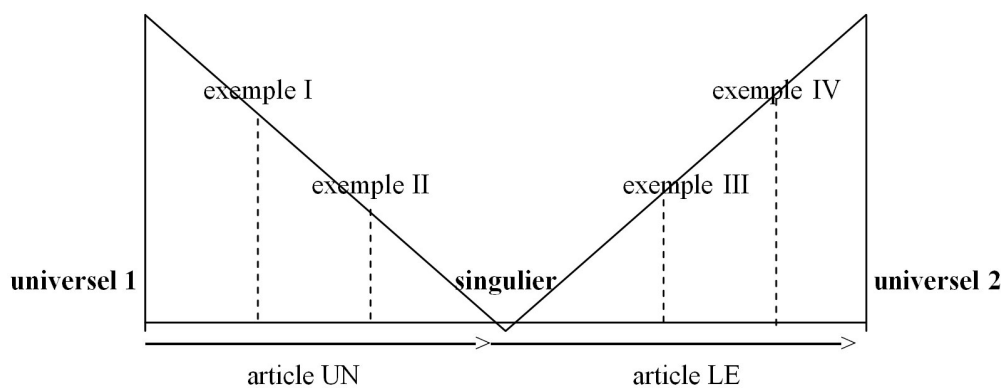 exemple I
exemple IV
exemple II
exemple III
universel 1
singulier
universel 2
article UN
article LE